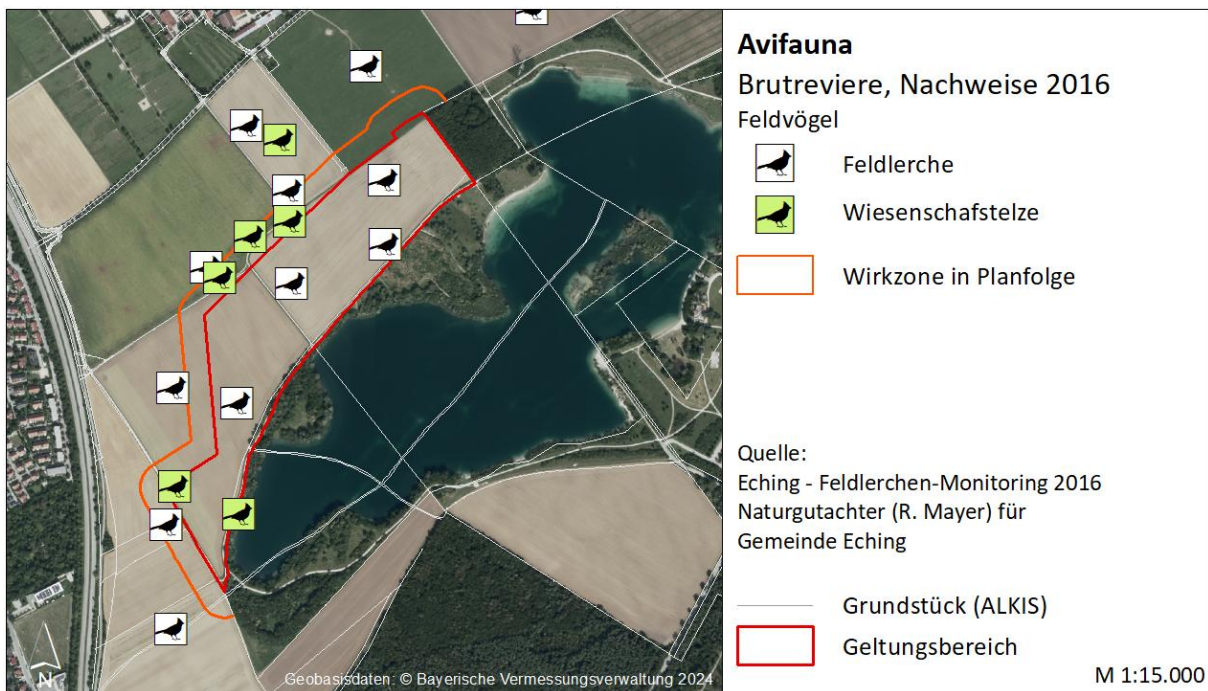 Avifauna
Brutreviere, Nachweise 2016
Feldvögel
Feldlerche
Wiesenschafstelze
Wirkzone in Planfolge
Quelle:
Eching - Feldlerchen-Monitoring 2016
Naturgutachter (R. Mayer) für
Gemeinde Eching
Grundstück (ALKIS)
Geltungsbereich
M 1:15.000
N
Geobasisdaten: © Bayerische Vermessungsverwaltung 2024